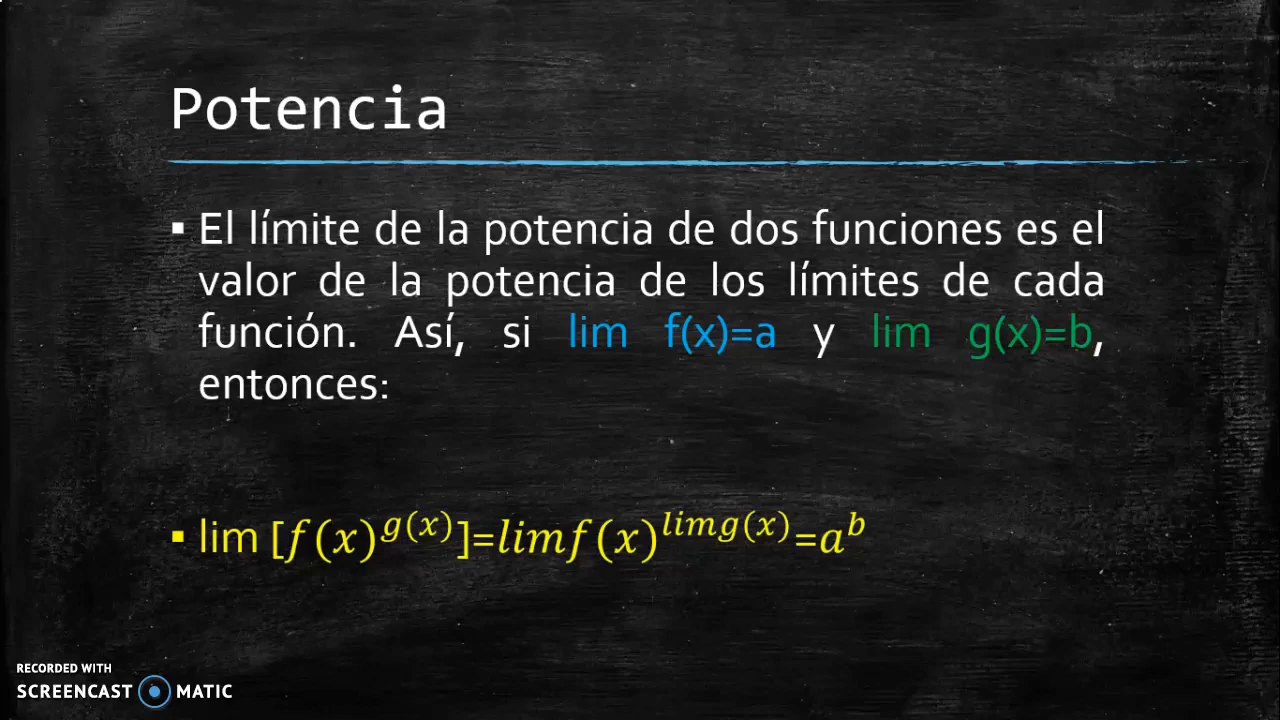 Potencia
▪ El límite de la potencia de dos funciones es el
valor de la potencia de los límites de cada
función. Así, si lim f(x)=a y lim g(x)=b,
entonces:
▪ lim [f(x)^{g(x)}]=limf(x)^{limg(x)}=a^b
RECORDED WITH
SCREENCAST MATIC